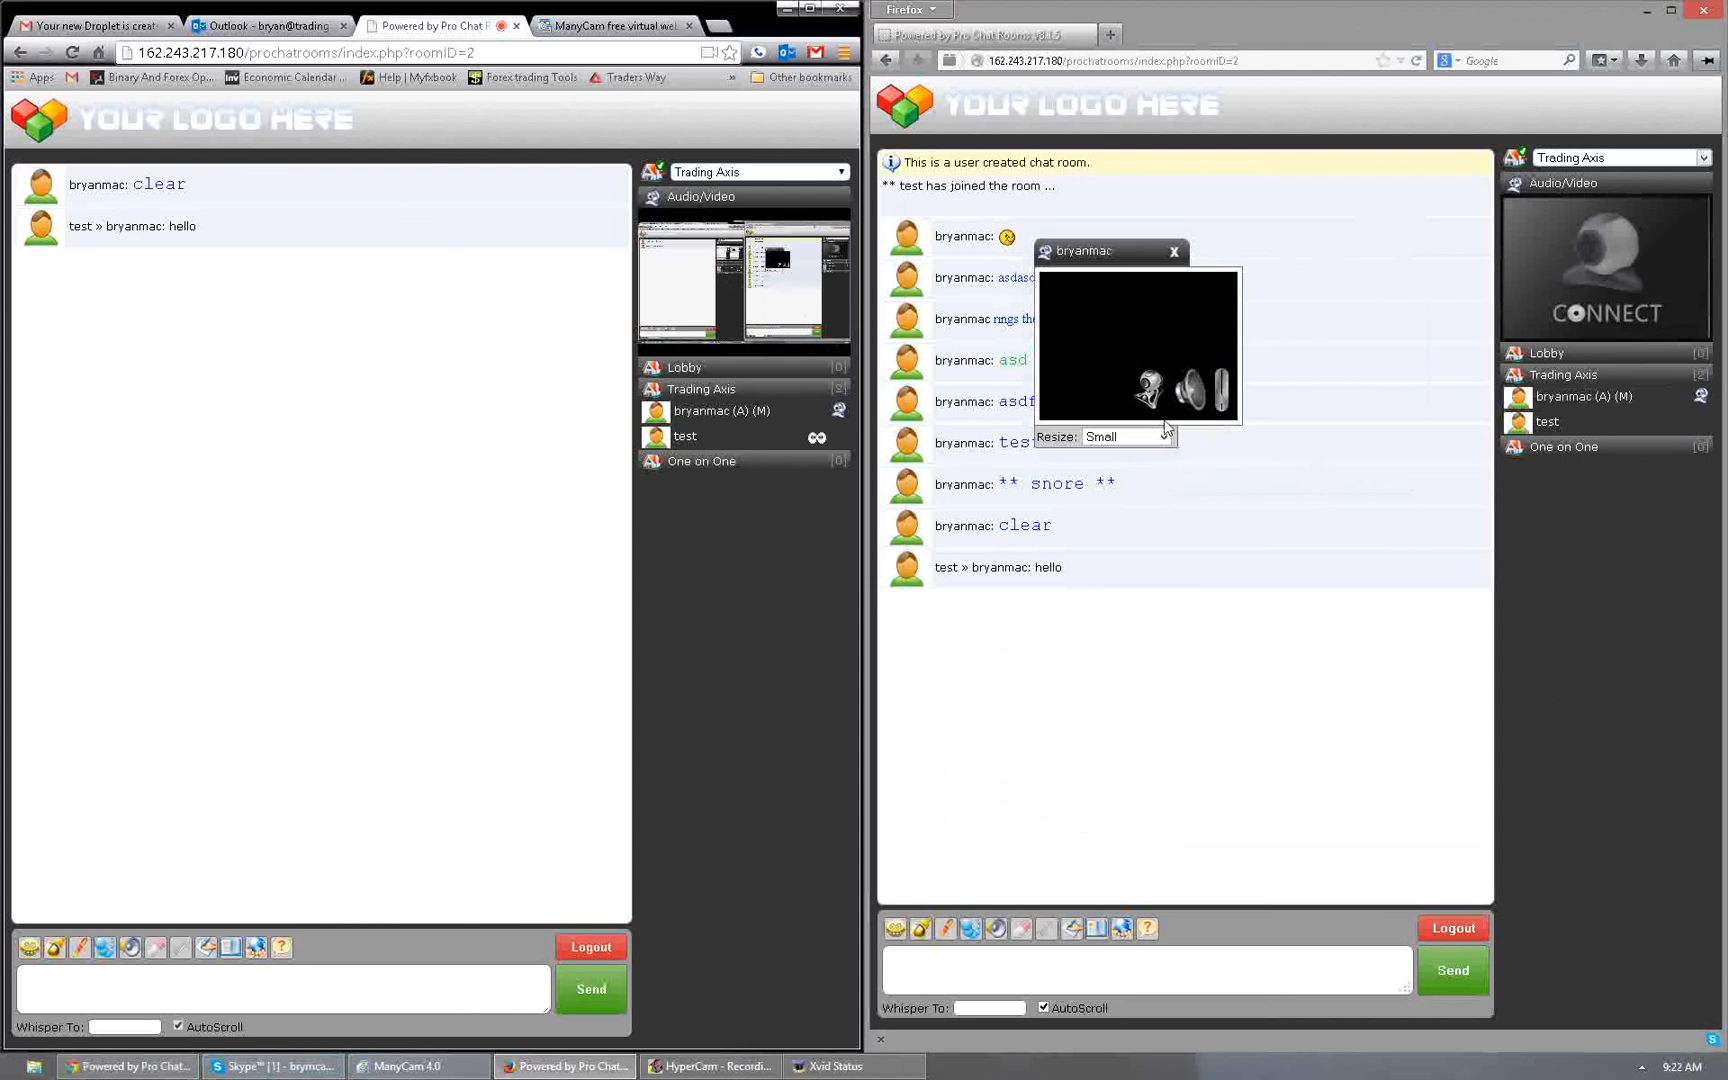 Your new Droplet is creat
Outlook - bryan@trading
Powered by Pro Chat R
ManyCam free virtual wel
162.243.217.180/prochatrooms/index.php?roomID=2
Apps
Binary And Forex Op...
Economic Calendar ...
Help | Myfxbook
Forex trading Tools
Traders Way
»
Other bookmarks
YOUR LOGO HERE
bryanmac: clear
test » bryanmac: hello
Trading Axis
Audio/Video
Lobby [0]
Trading Axis [2]
bryanmac (A) (M)
test
One on One [0]
Logout
Send
Whisper To:
AutoScroll
Firefox
Powered by Pro Chat Rooms v8.1.5
162.243.217.180/prochatrooms/index.php?roomID=2
Google
YOUR LOGO HERE
This is a user created chat room.
** test has joined the room ...
bryanmac:
bryanmac: asdasd
bryanmac rings the
bryanmac: asd
bryanmac: asdf
bryanmac: test
bryanmac: ** snore **
bryanmac: clear
test » bryanmac: hello
bryanmac X
Resize: Small
Trading Axis
Audio/Video
CONNECT
Lobby [0]
Trading Axis [2]
bryanmac (A) (M)
test
One on One [0]
Logout
Send
Whisper To:
AutoScroll
Powered by Pro Chat...
Skype™ [1] - brymca...
ManyCam 4.0
Powered by Pro Chat...
HyperCam - Recordi...
Xvid Status
9:22 AM